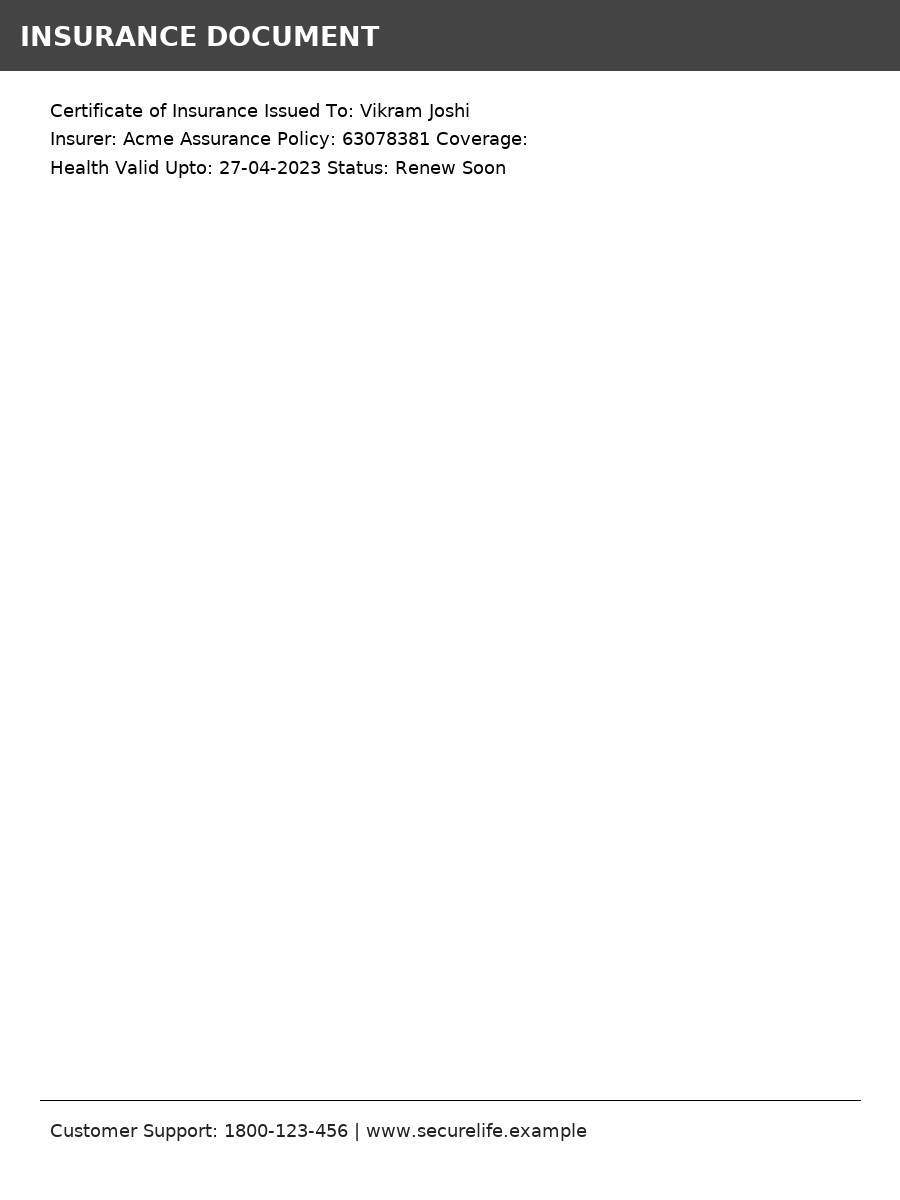 INSURANCE DOCUMENT
Certificate of Insurance Issued To: Vikram Joshi
Insurer: Acme Assurance Policy: 63078381 Coverage:
Health Valid Upto: 27-04-2023 Status: Renew Soon
Customer Support: 1800-123-456 | www.securelife.example